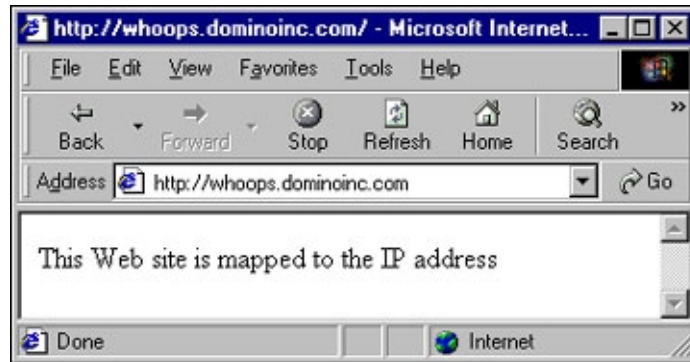 http://whoops.dominoinc.com/ - Microsoft Internet...
File Edit View Favorites Tools Help
Back Forward Stop Refresh Home Search »
Address http://whoops.dominoinc.com Go
This Web site is mapped to the IP address
Done Internet